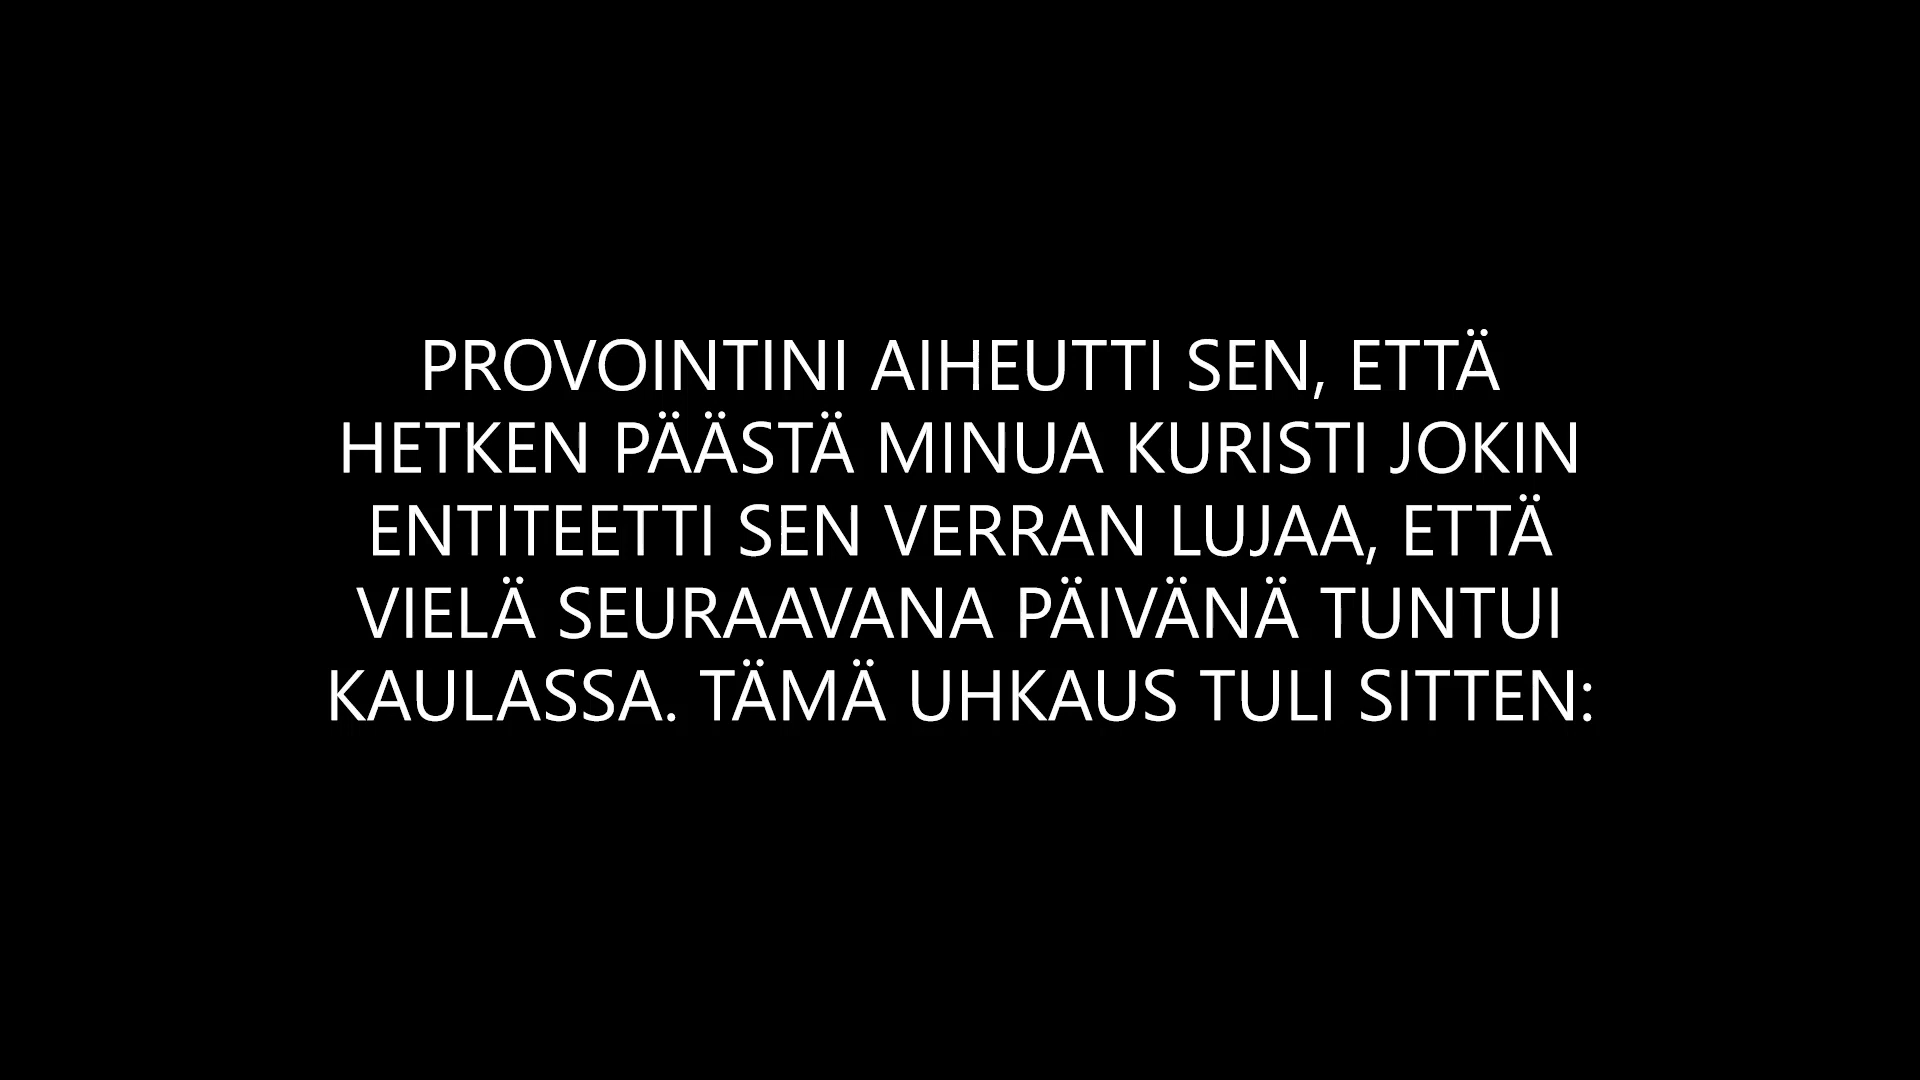 PROVOINTINI AIHEUTTI SEN, ETTÄ
HETKEN PÄÄSTÄ MINUA KURISTI JOKIN
ENTITEETTI SEN VERRAN LUJAA, ETTÄ
VIELÄ SEURAAVANA PÄIVÄNÄ TUNTUI
KAULASSA. TÄMÄ UHKAUS TULI SITTEN: